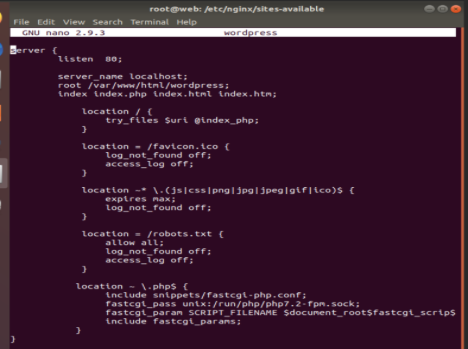 root@web: /etc/nginx/sites-available
File Edit View Search Terminal Help
GNU nano 2.9.3 wordpress
server {
listen 80;
server_name localhost;
root /var/www/html/wordpress;
index index.php index.html index.htm;
location / {
try_files $uri @index_php;
}
location = /favicon.ico {
log_not_found off;
access_log off;
}
location ~* \.(js|css|png|jpg|jpeg|gif|ico)$ {
expires max;
log_not_found off;
}
location = /robots.txt {
allow all;
log_not_found off;
access_log off;
}
location ~ \.php$ {
include snippets/fastcgi-php.conf;
fastcgi_pass unix:/run/php/php7.2-fpm.sock;
fastcgi_param SCRIPT_FILENAME $document_root$fastcgi_scrip$
include fastcgi_params;
}
}